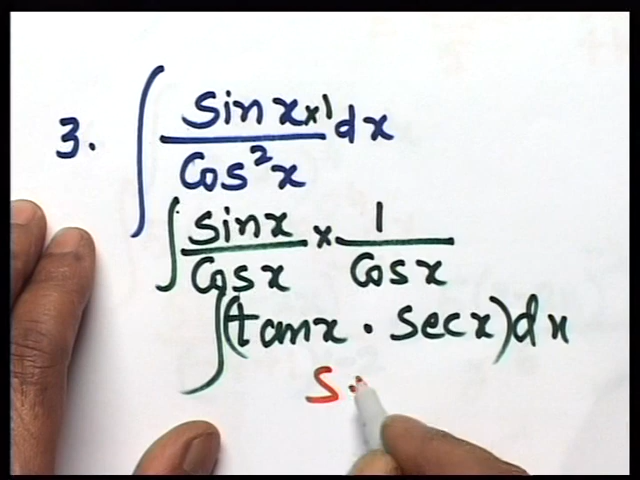 3. ∫ sin x×1 / cos²x dx
∫ sin x / cos x × 1 / cos x
∫(tan x · sec x) dx
s